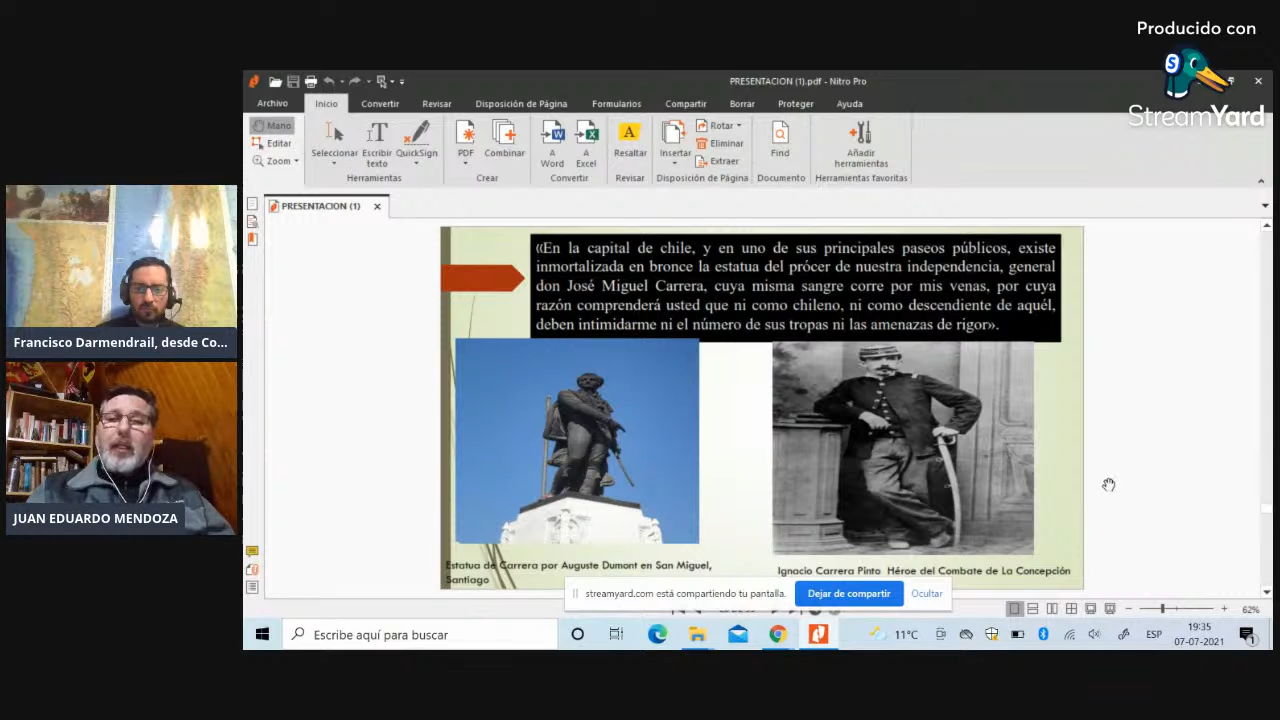 Producido con
StreamYard
PRESENTACION (1).pdf - Nitro Pro
Archivo Inicio Convertir Revisar Disposición de Página Formularios Compartir Borrar Proteger Ayuda
Mano
Editar
Zoom
Seleccionar
Escribir texto
QuickSign
Herramientas
PDF
Combinar
Crear
A Word
A Excel
Convertir
Resaltar
Revisar
Insertar
Rotar
Eliminar
Extraer
Disposición de Página
Find
Documento
Añadir herramientas
Herramientas favoritas
PRESENTACION (1)
«En la capital de chile, y en uno de sus principales paseos públicos, existe
inmortalizada en bronce la estatua del prócer de nuestra independencia, general
don José Miguel Carrera, cuya misma sangre corre por mis venas, por cuya
razón comprenderá usted que ni como chileno, ni como descendiente de aquél,
deben intimidarme ni el número de sus tropas ni las amenazas de rigor».
Estatua de Carrera por Auguste Dumont en San Miguel,
Santiago
Ignacio Carrera Pinto Héroe del Combate de La Concepción
Francisco Darmendrail, desde Co...
JUAN EDUARDO MENDOZA
streamyard.com está compartiendo tu pantalla.
Dejar de compartir
Ocultar
62%
Escribe aquí para buscar
11°C
ESP
19:35
07-07-2021